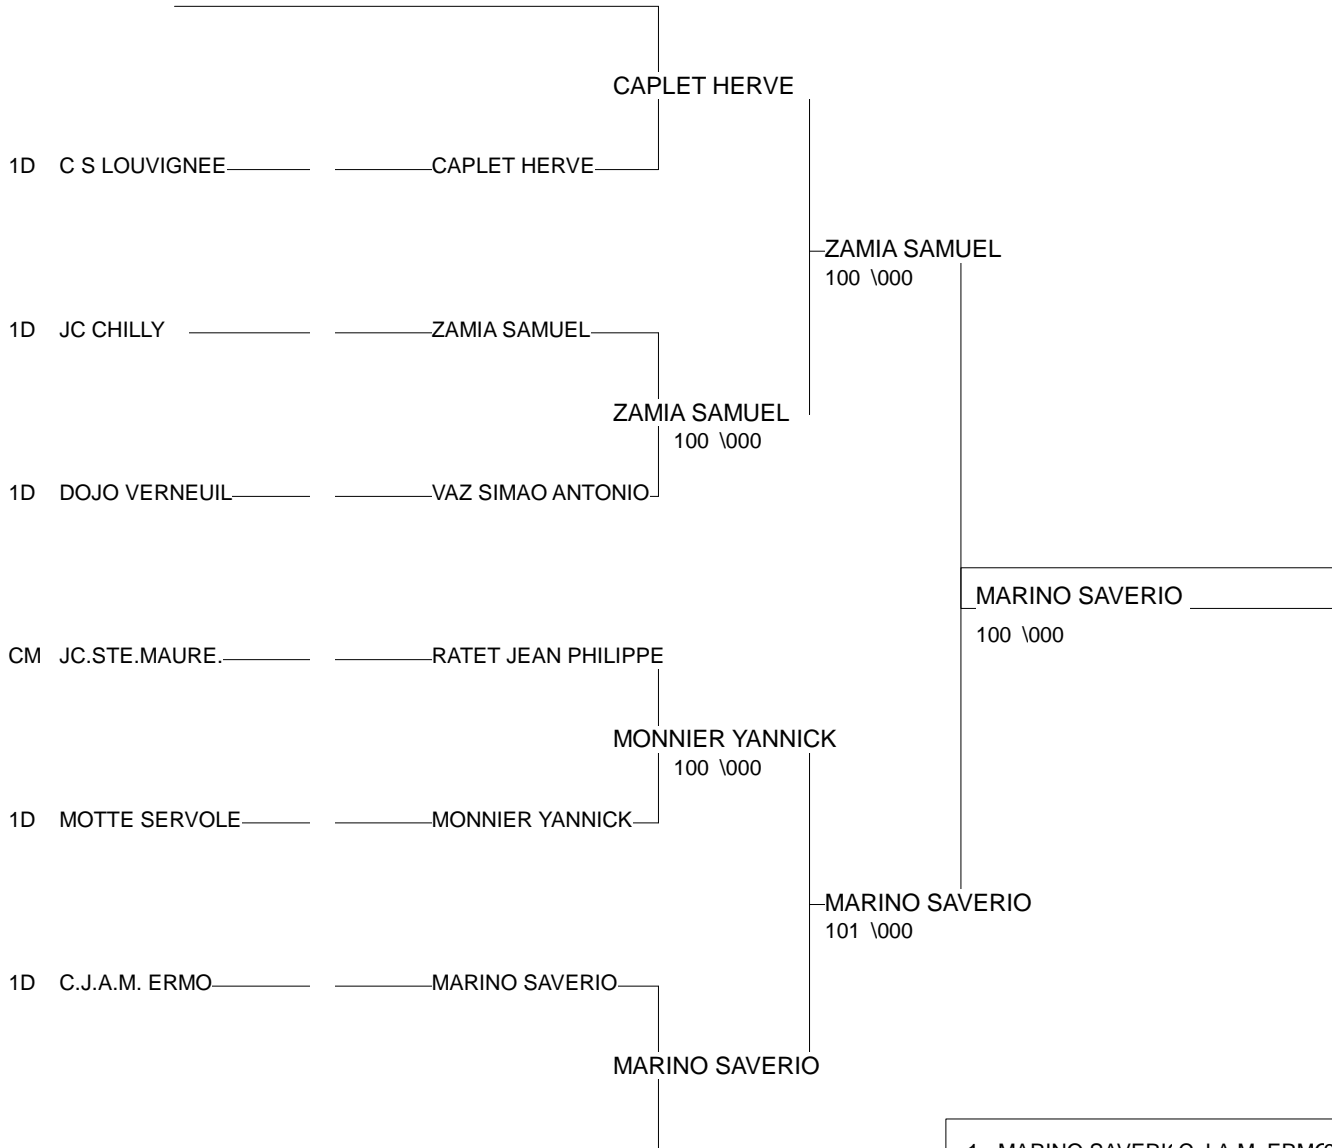 CAPLET HERVE
1D C S LOUVIGNEE CAPLET HERVE
ZAMIA SAMUEL
100 \000
1D JC CHILLY ZAMIA SAMUEL
ZAMIA SAMUEL
100 \000
1D DOJO VERNEUIL VAZ SIMAO ANTONIO
MARINO SAVERIO
100 \000
CM JC.STE.MAURE. RATET JEAN PHILIPPE
MONNIER YANNICK
100 \000
1D MOTTE SERVOLE MONNIER YANNICK
MARINO SAVERIO
101 \000
1D C.J.A.M. ERMO MARINO SAVERIO
MARINO SAVERIO
MARINO C.J.A.M.